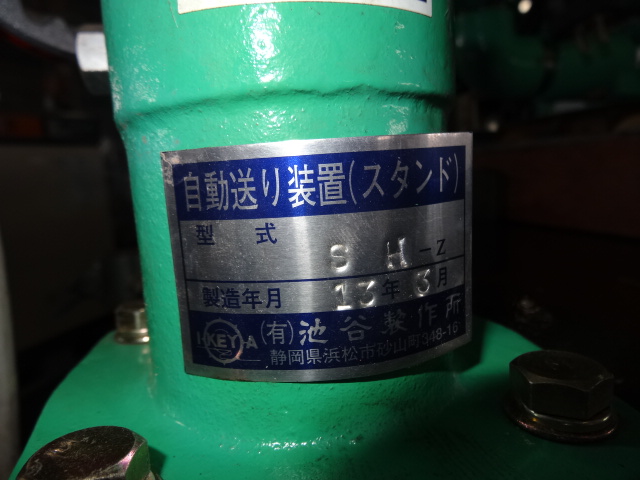 自動送り装置(スタンド)
型式 SH-Z
製造年月 13年3月
IKEYA (有)池谷製作所
静岡県浜松市砂山町348-16